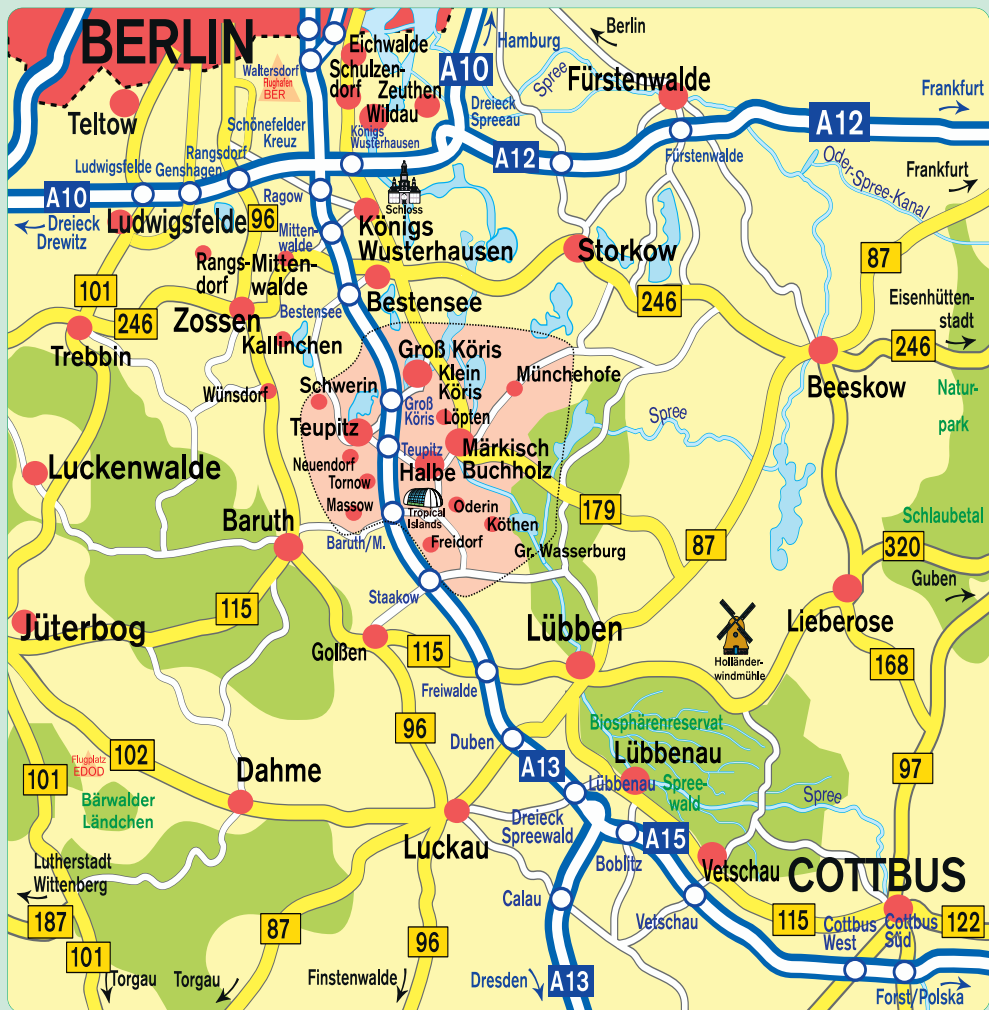 BERLIN
Eichwalde
Hamburg
Berlin
Waltersdorf
Flughafen
BER
Schulzen-
dorf
Zeuthen
A10
Spree
Fürstenwalde
Frankfurt
Teltow
Wildau
Dreieck
Spreeau
A12
Schönefelder
Kreuz
Königs
Wusterhausen
Rangsdorf
Ludwigsfelde
Genshagen
A12
Fürstenwalde
Oder-Spree-Kanal
Frankfurt
A10
Ragow
Schloss
Dreieck
Drewitz
Ludwigsfelde
96
Mitten-
walde
Königs
Wusterhausen
Storkow
87
Rangs-
dorf
Mitten-
walde
101
246
Zossen
Bestensee
Bestensee
246
Eisenhütten-
stadt
Trebbin
Kallinchen
Groß Köris
246
Beeskow
Wünsdorf
Schwerin
Klein
Köris
Münchehofe
Natur-
park
Groß
Köris
Löpten
Spree
Teupitz
Teupitz
Märkisch
Buchholz
Luckenwalde
Neuendorf
Halbe
Tornow
Massow
Tropical
Islands
Oderin
179
Schlaubetal
Baruth
Köthen
Baruth/M.
Freidorf
Gr. Wasserburg
87
320
Guben
Staakow
115
Jüterbog
Lübben
Lieberose
Golßen
115
Holländer-
windmühle
168
Freiwalde
96
Biosphärenreservat
102
Duben
Lübbenau
Flugplatz
EDOD
101
Dahme
A13
Lübbenau
Spree-
wald
97
Bärwalder
Ländchen
Spree
Dreieck
Spreewald
A15
Luckau
Boblitz
Lutherstadt
Wittenberg
Vetschau
COTTBUS
Calau
187
87
96
Vetschau
115
Cottbus
West
Cottbus
Süd
122
101
Torgau
Torgau
Finstenwalde
Dresden
A13
Forst/Polska